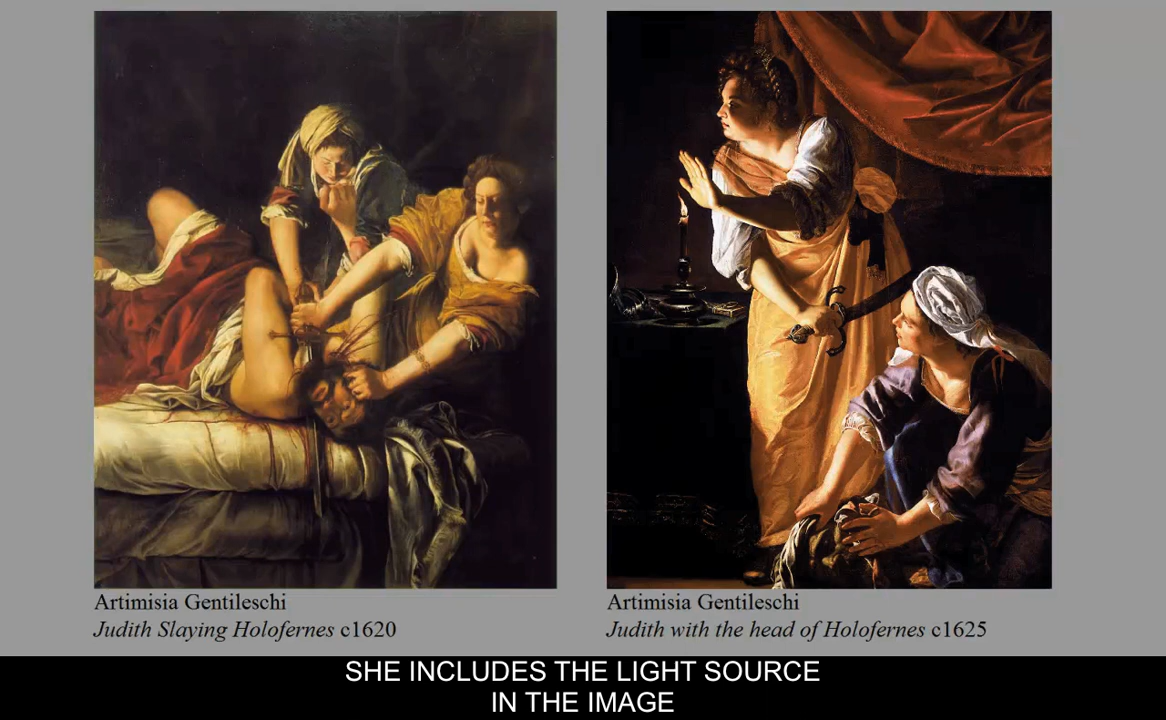 Artimisia Gentileschi
Judith Slaying Holofernes c1620
Artimisia Gentileschi
Judith with the head of Holofernes c1625
SHE INCLUDES THE LIGHT SOURCE
IN THE IMAGE